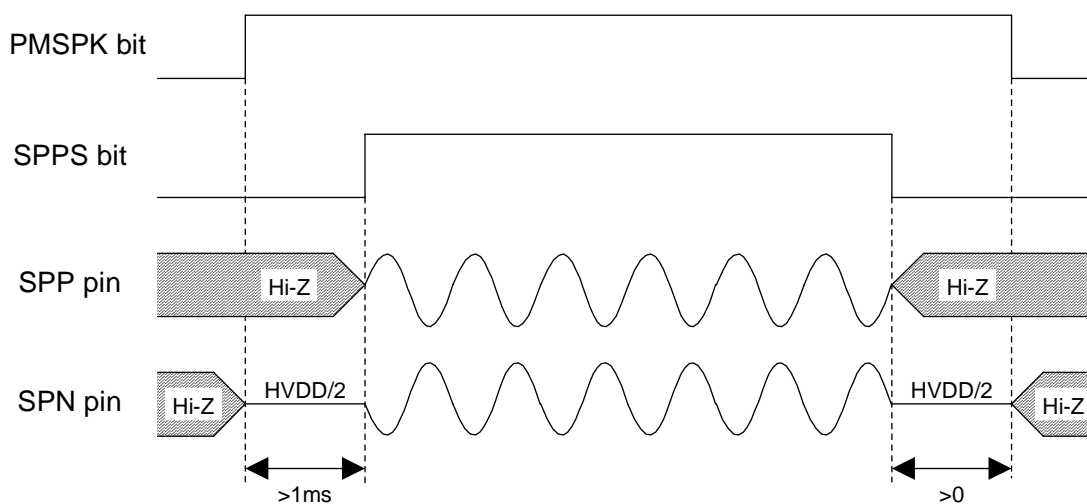 PMSPK bit
SPPS bit
SPP pin
Hi-Z
Hi-Z
SPN pin
Hi-Z
HVDD/2
HVDD/2
Hi-Z
>1ms
>0